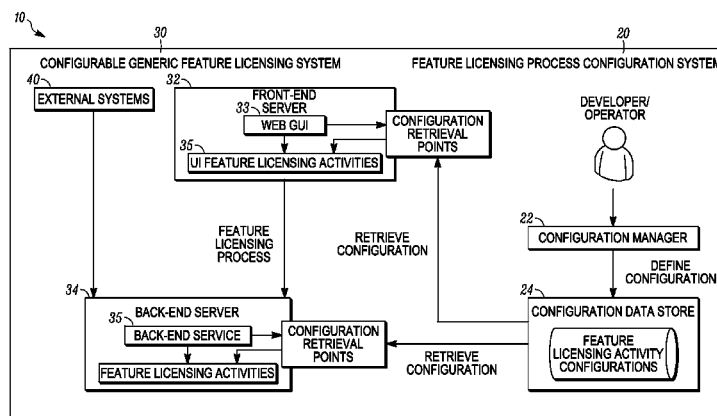 10
30
20
CONFIGURABLE GENERIC FEATURE LICENSING SYSTEM
FEATURE LICENSING PROCESS CONFIGURATION SYSTEM
40
EXTERNAL SYSTEMS
32
FRONT-END
SERVER
33
WEB GUI
35
UI FEATURE LICENSING ACTIVITIES
CONFIGURATION
RETRIEVAL
POINTS
DEVELOPER/
OPERATOR
22
CONFIGURATION MANAGER
FEATURE
LICENSING
PROCESS
RETRIEVE
CONFIGURATION
DEFINE
CONFIGURATION
34
BACK-END SERVER
35
BACK-END SERVICE
FEATURE LICENSING ACTIVITIES
CONFIGURATION
RETRIEVAL
POINTS
RETRIEVE
CONFIGURATION
24
CONFIGURATION DATA STORE
FEATURE
LICENSING ACTIVITY
CONFIGURATIONS